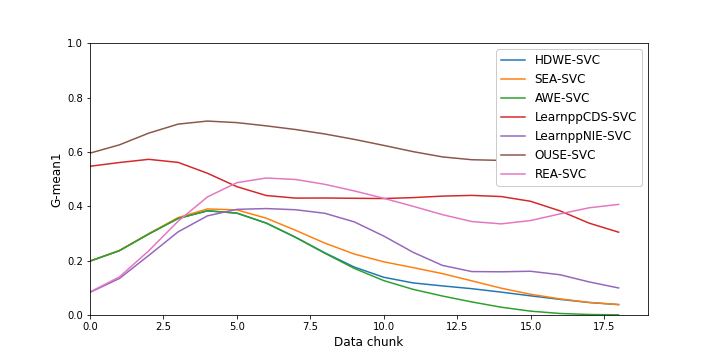 1.0
0.8
0.6
0.4
0.2
0.0
G-mean1
0.0 2.5 5.0 7.5 10.0 12.5 15.0 17.5
Data chunk
HDWE-SVC
SEA-SVC
AWE-SVC
LearnppCDS-SVC
LearnppNIE-SVC
OUSE-SVC
REA-SVC